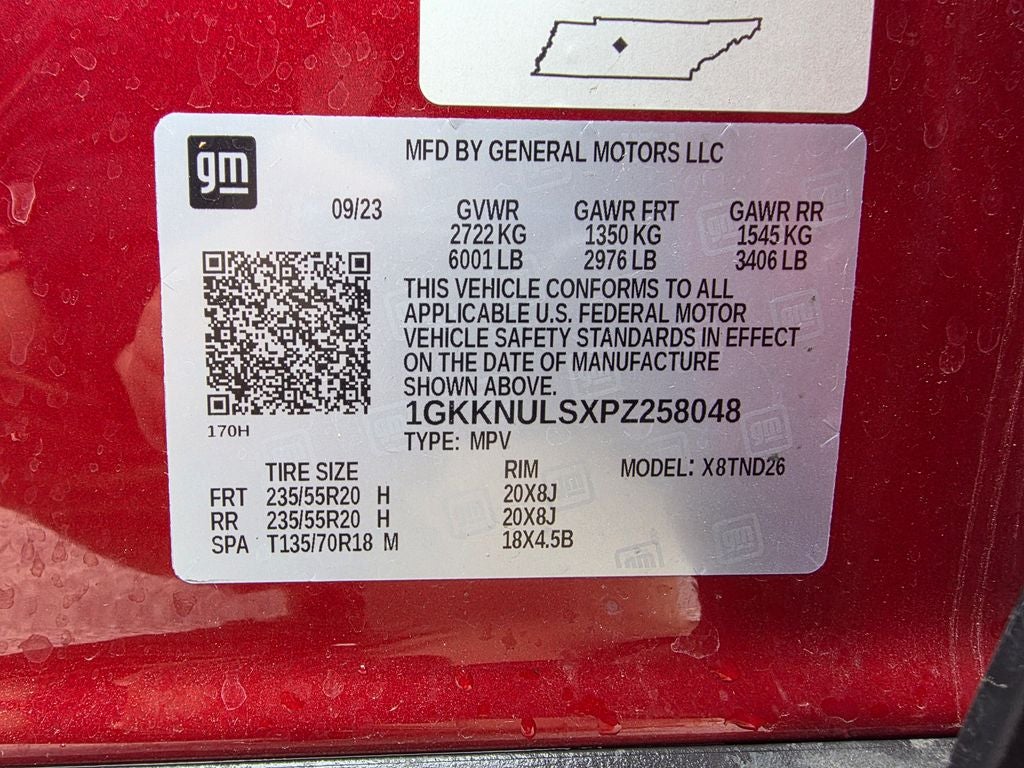 gm
MFD BY GENERAL MOTORS LLC
09/23 GVWR GAWR FRT GAWR RR
2722 KG 1350 KG 1545 KG
6001 LB 2976 LB 3406 LB
THIS VEHICLE CONFORMS TO ALL
APPLICABLE U.S. FEDERAL MOTOR
VEHICLE SAFETY STANDARDS IN EFFECT
ON THE DATE OF MANUFACTURE
SHOWN ABOVE.
1GKKNULSXPZ258048
170H
TYPE: MPV
TIRE SIZE RIM MODEL: X8TND26
FRT 235/55R20 H 20X8J
RR 235/55R20 H 20X8J
SPA T135/70R18 M 18X4.5B